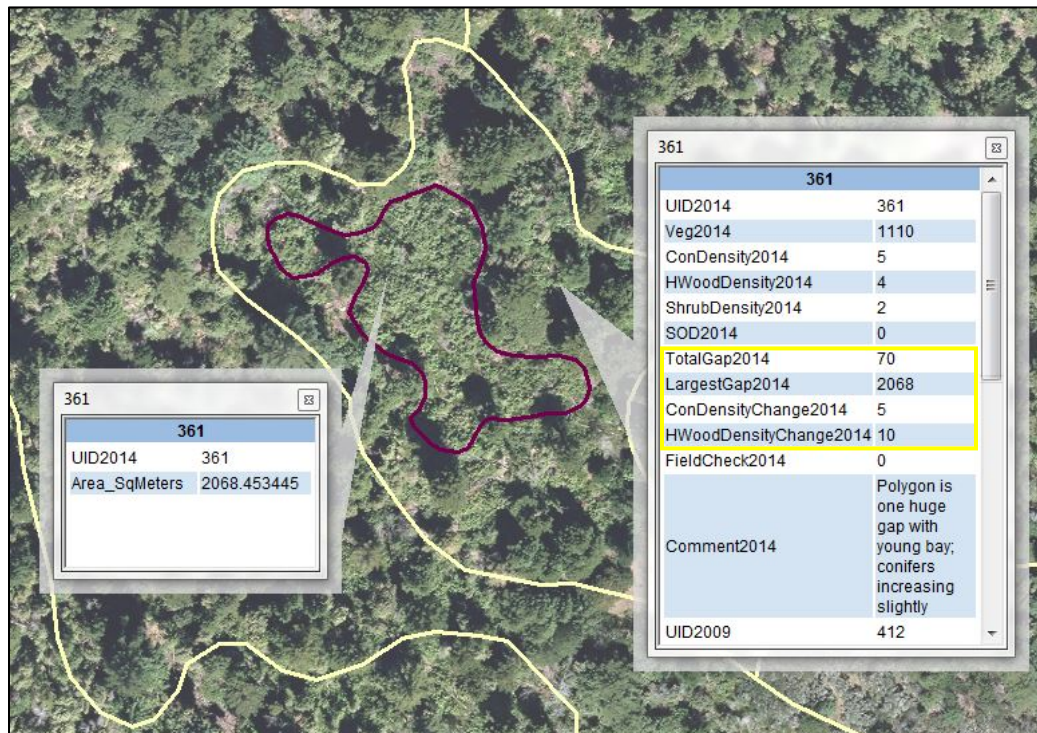 361
361
UID2014 361
Area_SqMeters 2068.453445
361
361
UID2014 361
Veg2014 1110
ConDensity2014 5
HWoodDensity2014 4
ShrubDensity2014 2
SOD2014 0
TotalGap2014 70
LargestGap2014 2068
ConDensityChange2014 5
HWoodDensityChange2014 10
FieldCheck2014 0
Comment2014
Polygon is
one huge
gap with
young bay;
conifers
increasing
slightly
UID2009 412